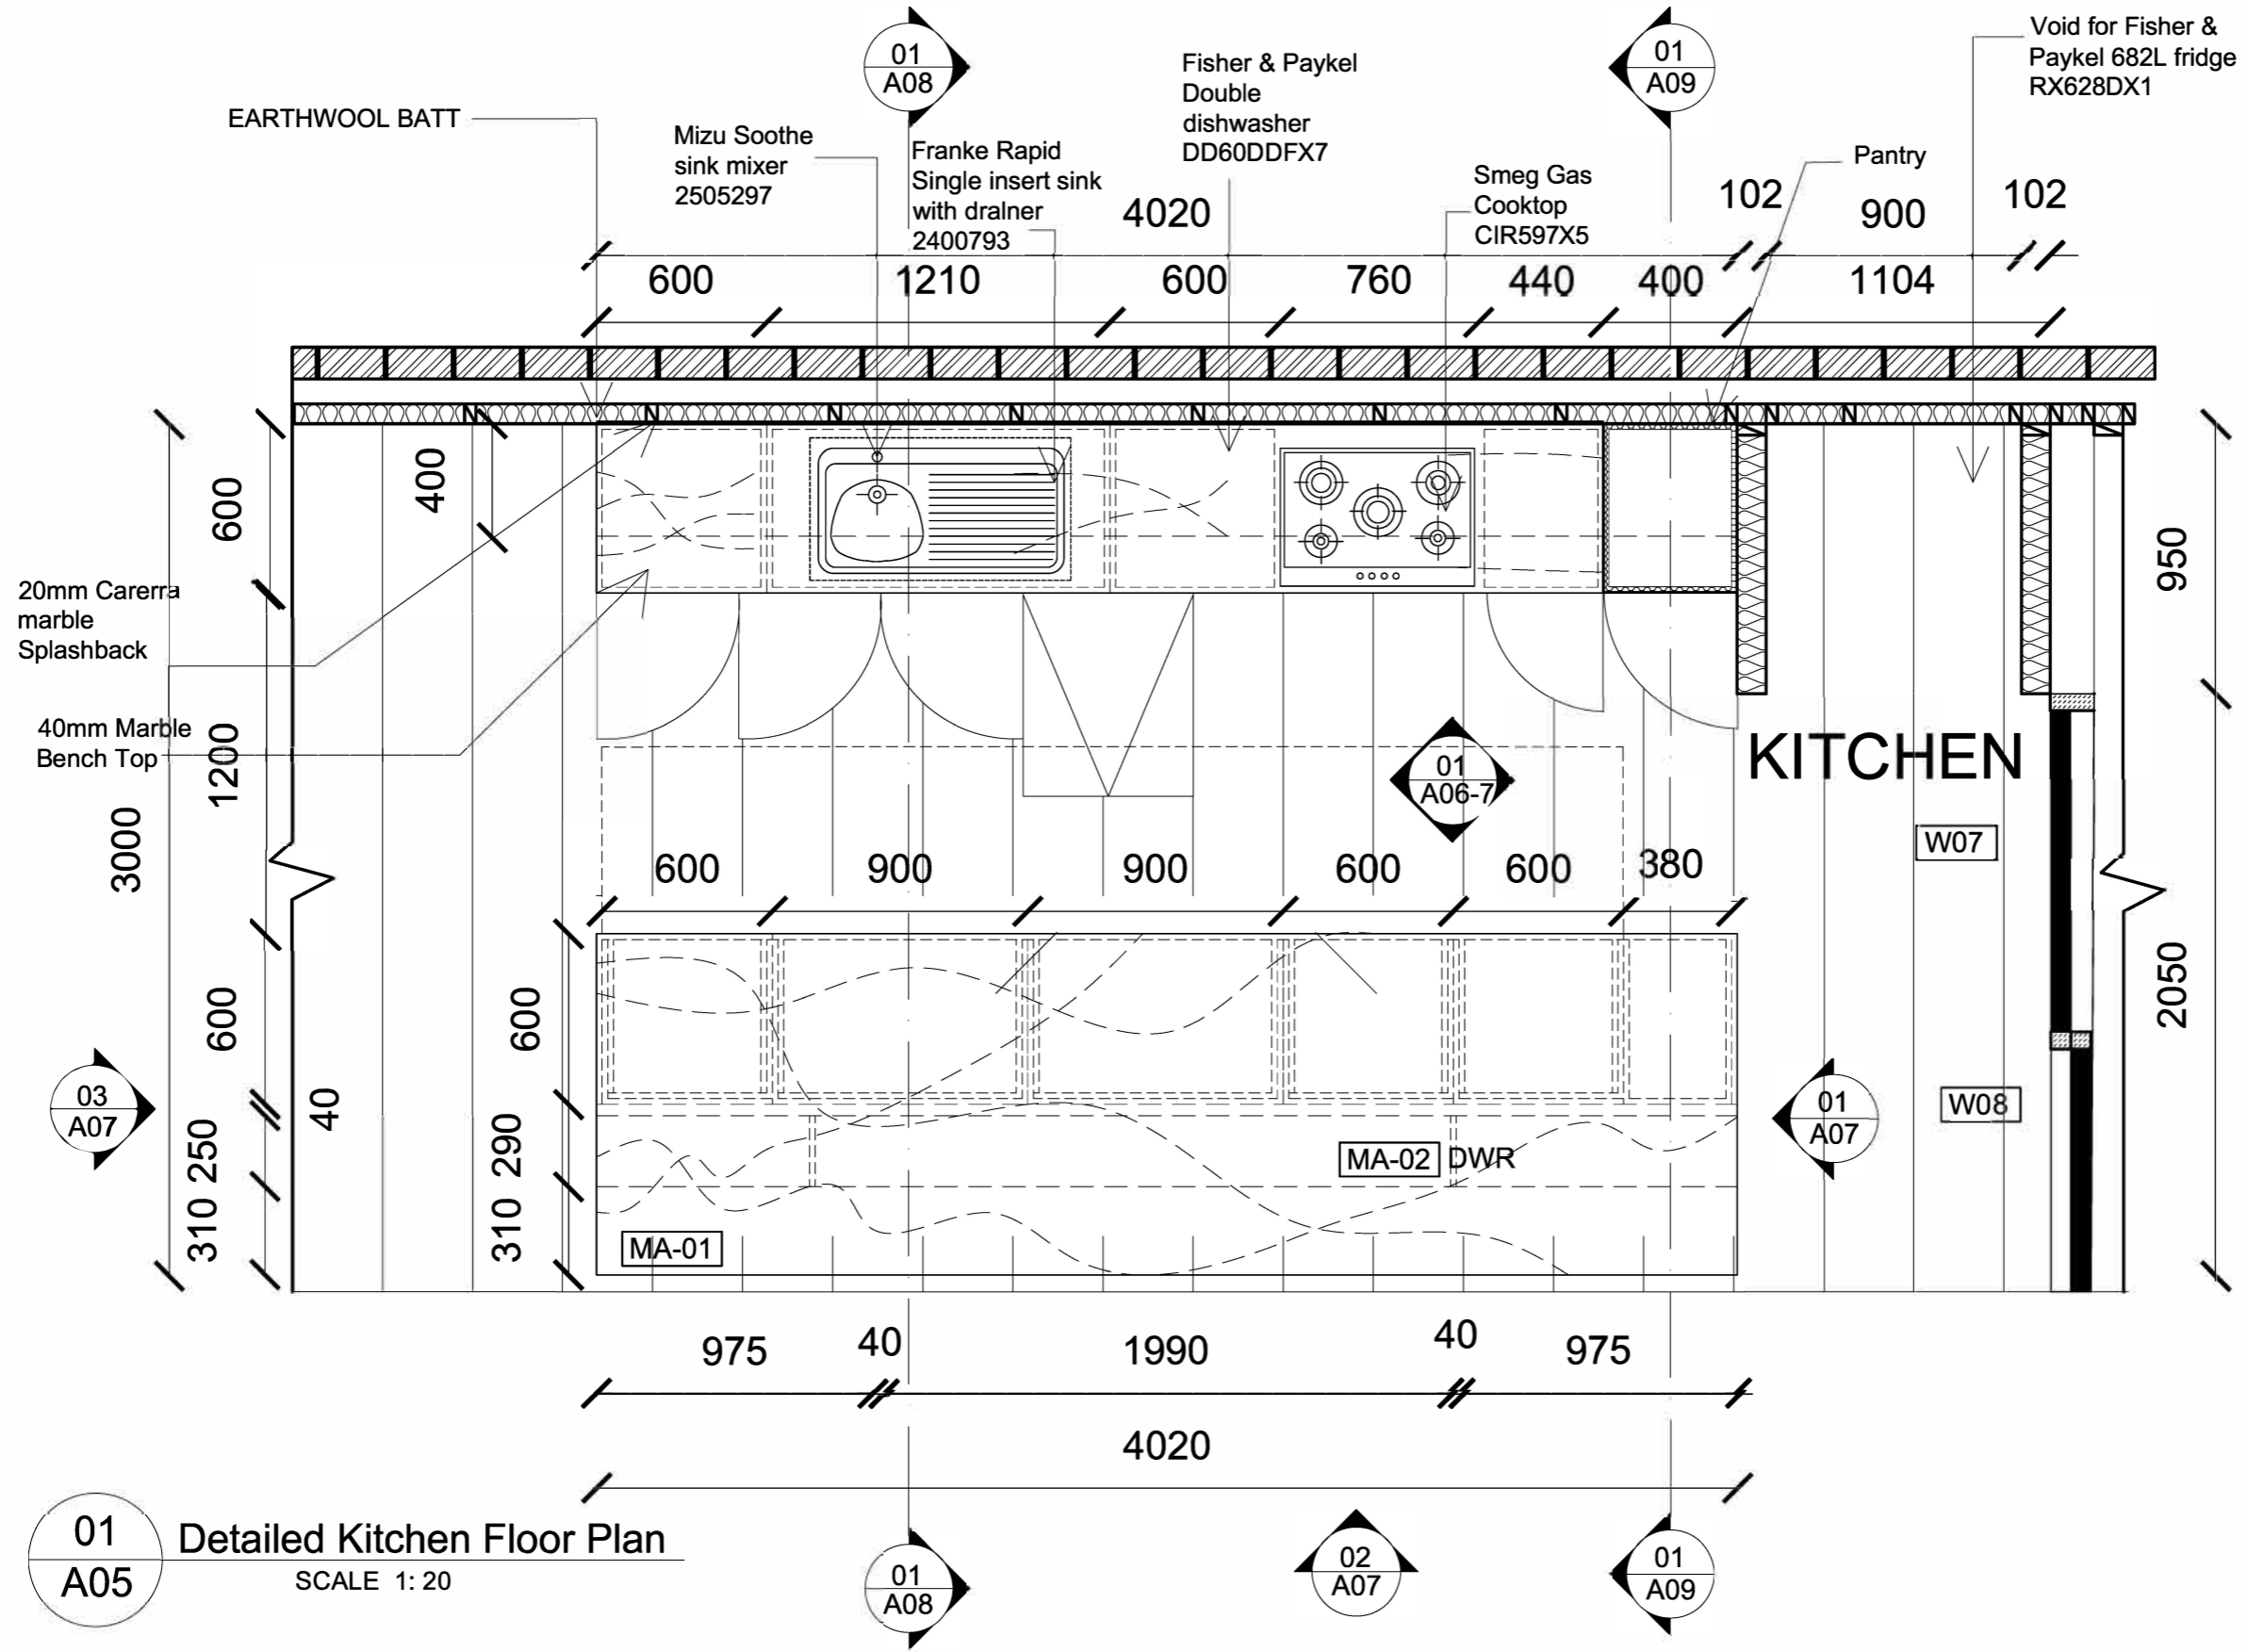 01
A08
01
A09
Void for Fisher &
Paykel 682L fridge
RX628DX1
Fisher & Paykel
Double
dishwasher
DD60DDFX7
EARTHWOOL BATT
Mizu Soothe
sink mixer
2505297
Franke Rapid
Single insert sink
with dralner
2400793
Smeg Gas
Cooktop
CIR597X5
Pantry
4020
102
900
102
600
1210
600
760
440
400
1104
600
400
950
20mm Carerra
marble
Splashback
40mm Marble
Bench Top
1200
3000
KITCHEN
01
A06-7
W07
600
900
900
600
600
380
2050
600
600
03
A07
40
250
290
310
310
MA-02
DWR
MA-01
01
A07
W08
975
40
1990
40
975
4020
01
A05
Detailed Kitchen Floor Plan
SCALE 1: 20
01
A08
02
A07
01
A09